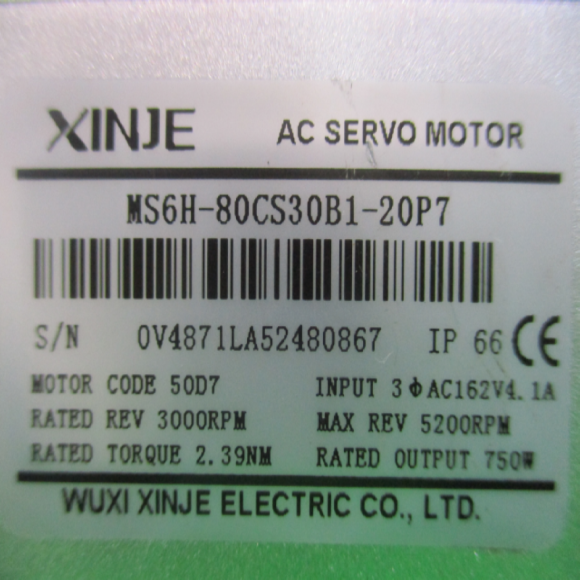 XINJE AC SERVO MOTOR
MS6H-80CS30B1-20P7
S/N 0V4871LA52480867 IP 66 CE
MOTOR CODE 50D7 INPUT 3ΦAC162V4.1A
RATED REV 3000RPM MAX REV 5200RPM
RATED TORQUE 2.39NM RATED OUTPUT 750W
WUXI XINJE ELECTRIC CO., LTD.